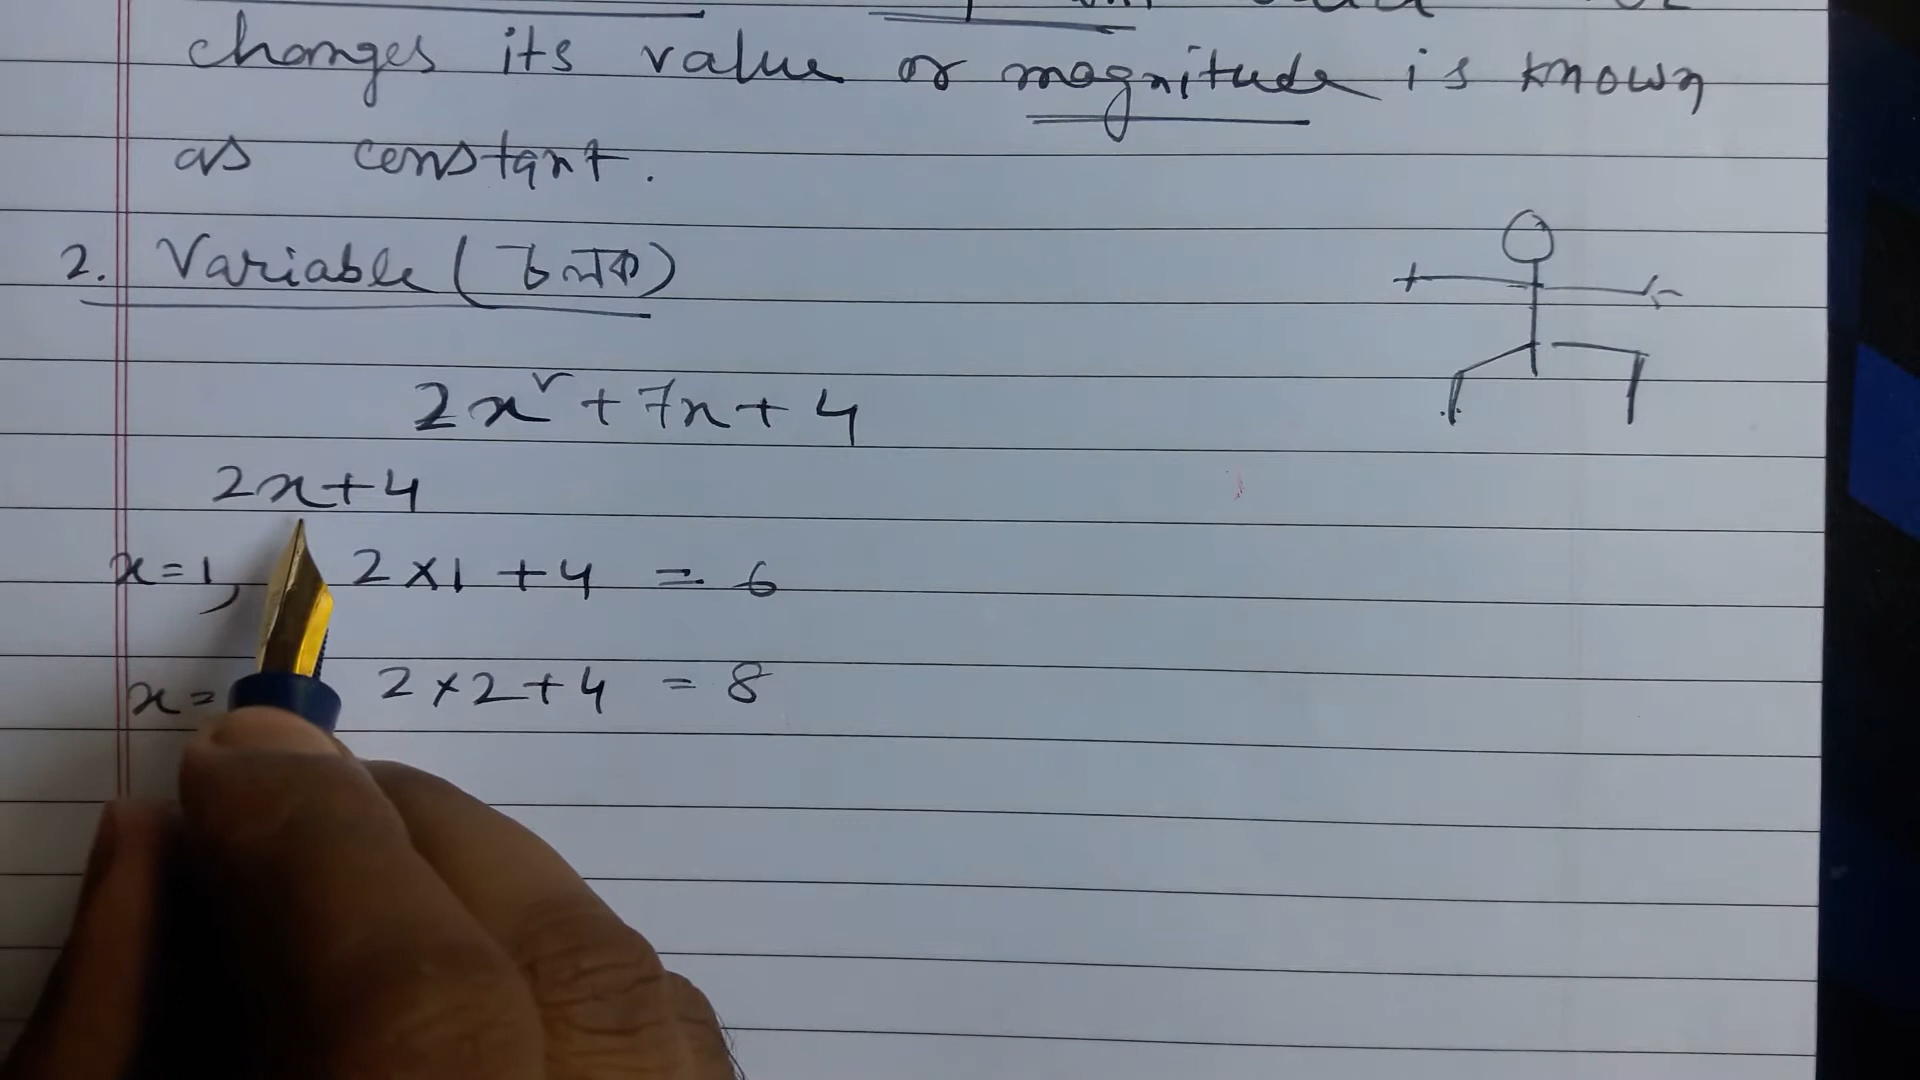 changes its value or magnitude is known
as constant.
2. Variable (চলক)
2x² + 7x + 4
2x+4
x=1, 2×1+4 = 6
x= 2×2+4 = 8